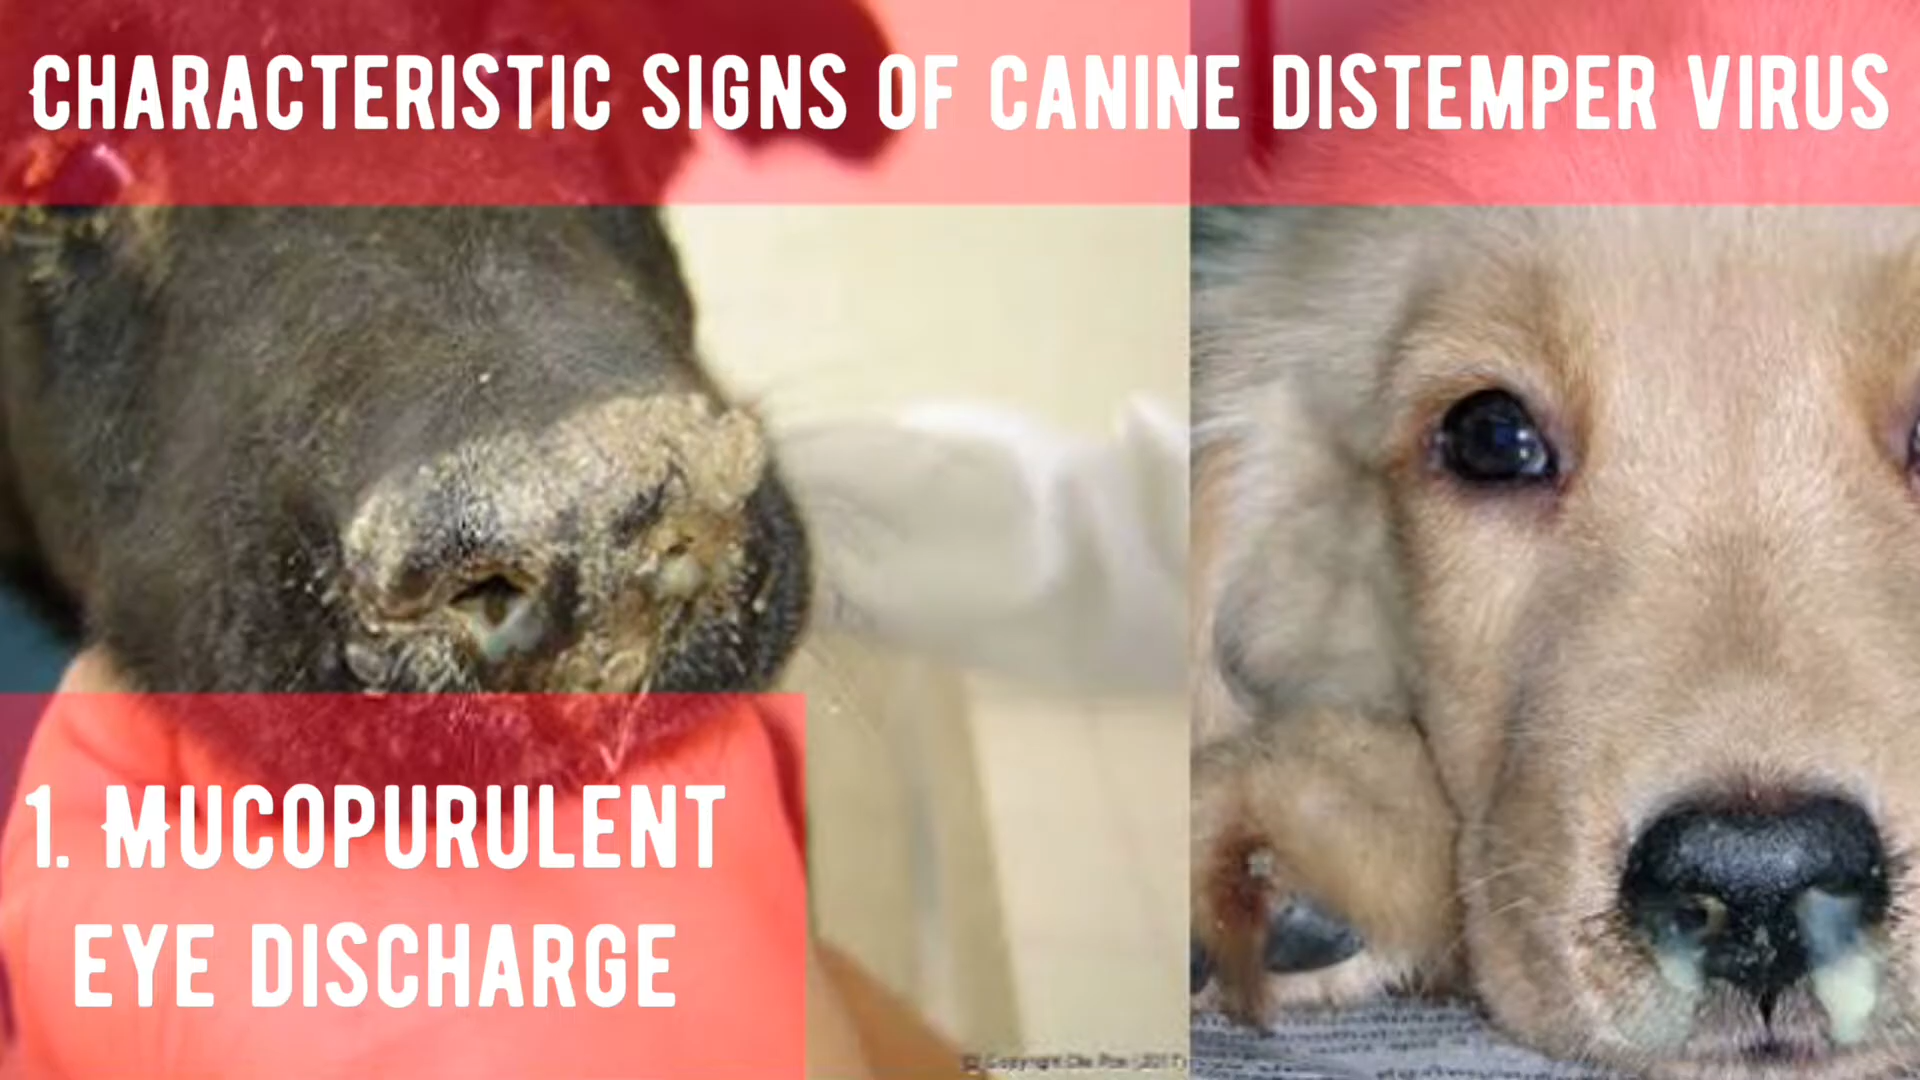 Characteristic signs of canine distemper virus
1. Mucopurulent
eye discharge